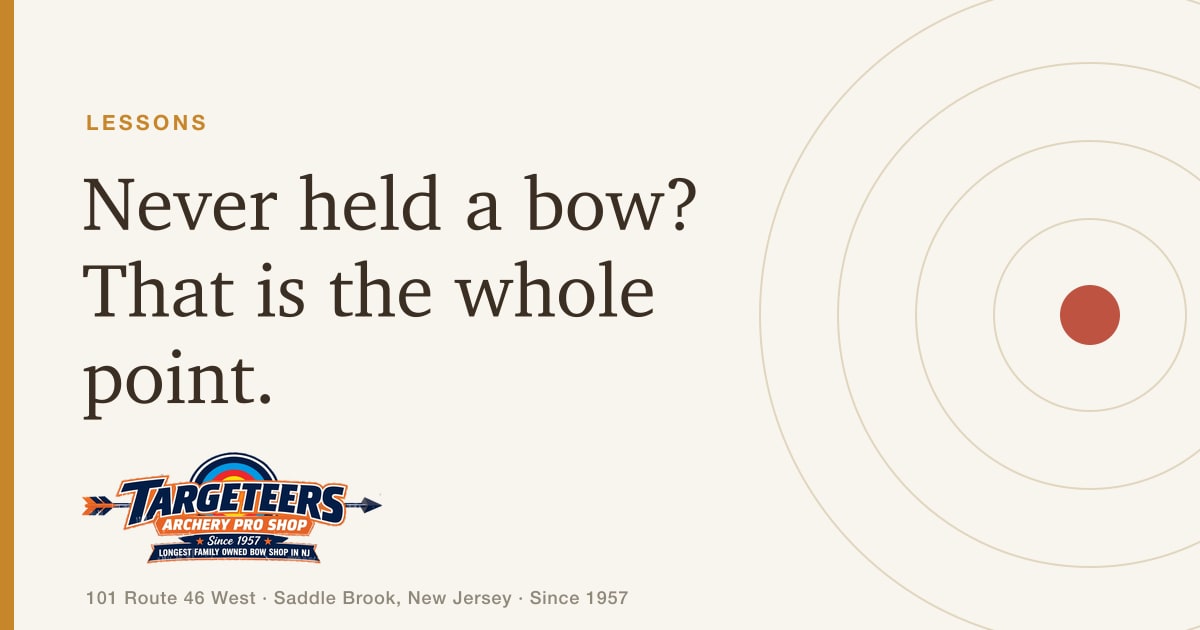 LESSONS
Never held a bow?
That is the whole
point.
TARGETEERS
ARCHERY PRO SHOP
★ Since 1957 ★
LONGEST FAMILY OWNED BOW SHOP IN NJ
101 Route 46 West · Saddle Brook, New Jersey · Since 1957